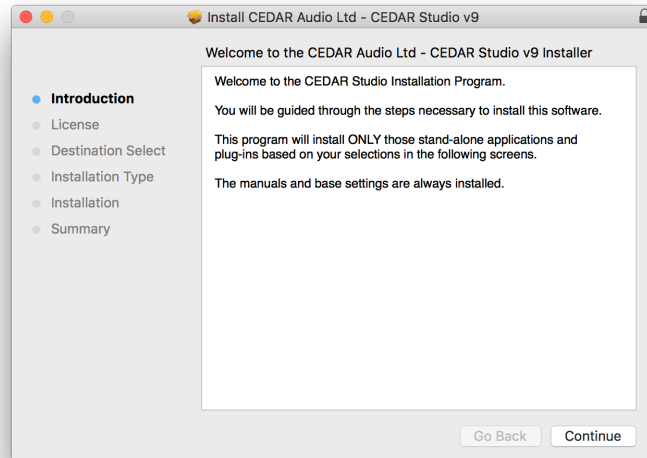 Install CEDAR Audio Ltd - CEDAR Studio v9
Welcome to the CEDAR Audio Ltd - CEDAR Studio v9 Installer
Introduction
License
Destination Select
Installation Type
Installation
Summary
Welcome to the CEDAR Studio Installation Program.
You will be guided through the steps necessary to install this software.
This program will install ONLY those stand-alone applications and
plug-ins based on your selections in the following screens.
The manuals and base settings are always installed.
Go Back
Continue